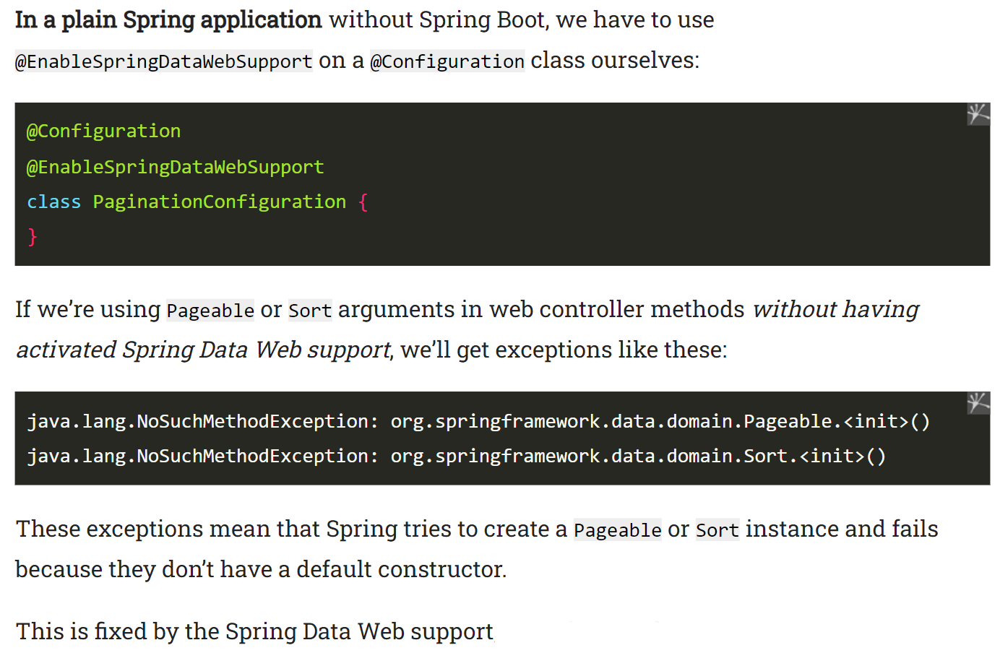 In a plain Spring application without Spring Boot, we have to use
@EnableSpringDataWebSupport on a @Configuration class ourselves:
@Configuration
@EnableSpringDataWebSupport
class PaginationConfiguration {
}
If we’re using Pageable or Sort arguments in web controller methods without having
activated Spring Data Web support, we’ll get exceptions like these:
java.lang.NoSuchMethodException: org.springframework.data.domain.Pageable.<init>()
java.lang.NoSuchMethodException: org.springframework.data.domain.Sort.<init>()
These exceptions mean that Spring tries to create a Pageable or Sort instance and fails
because they don’t have a default constructor.
This is fixed by the Spring Data Web support